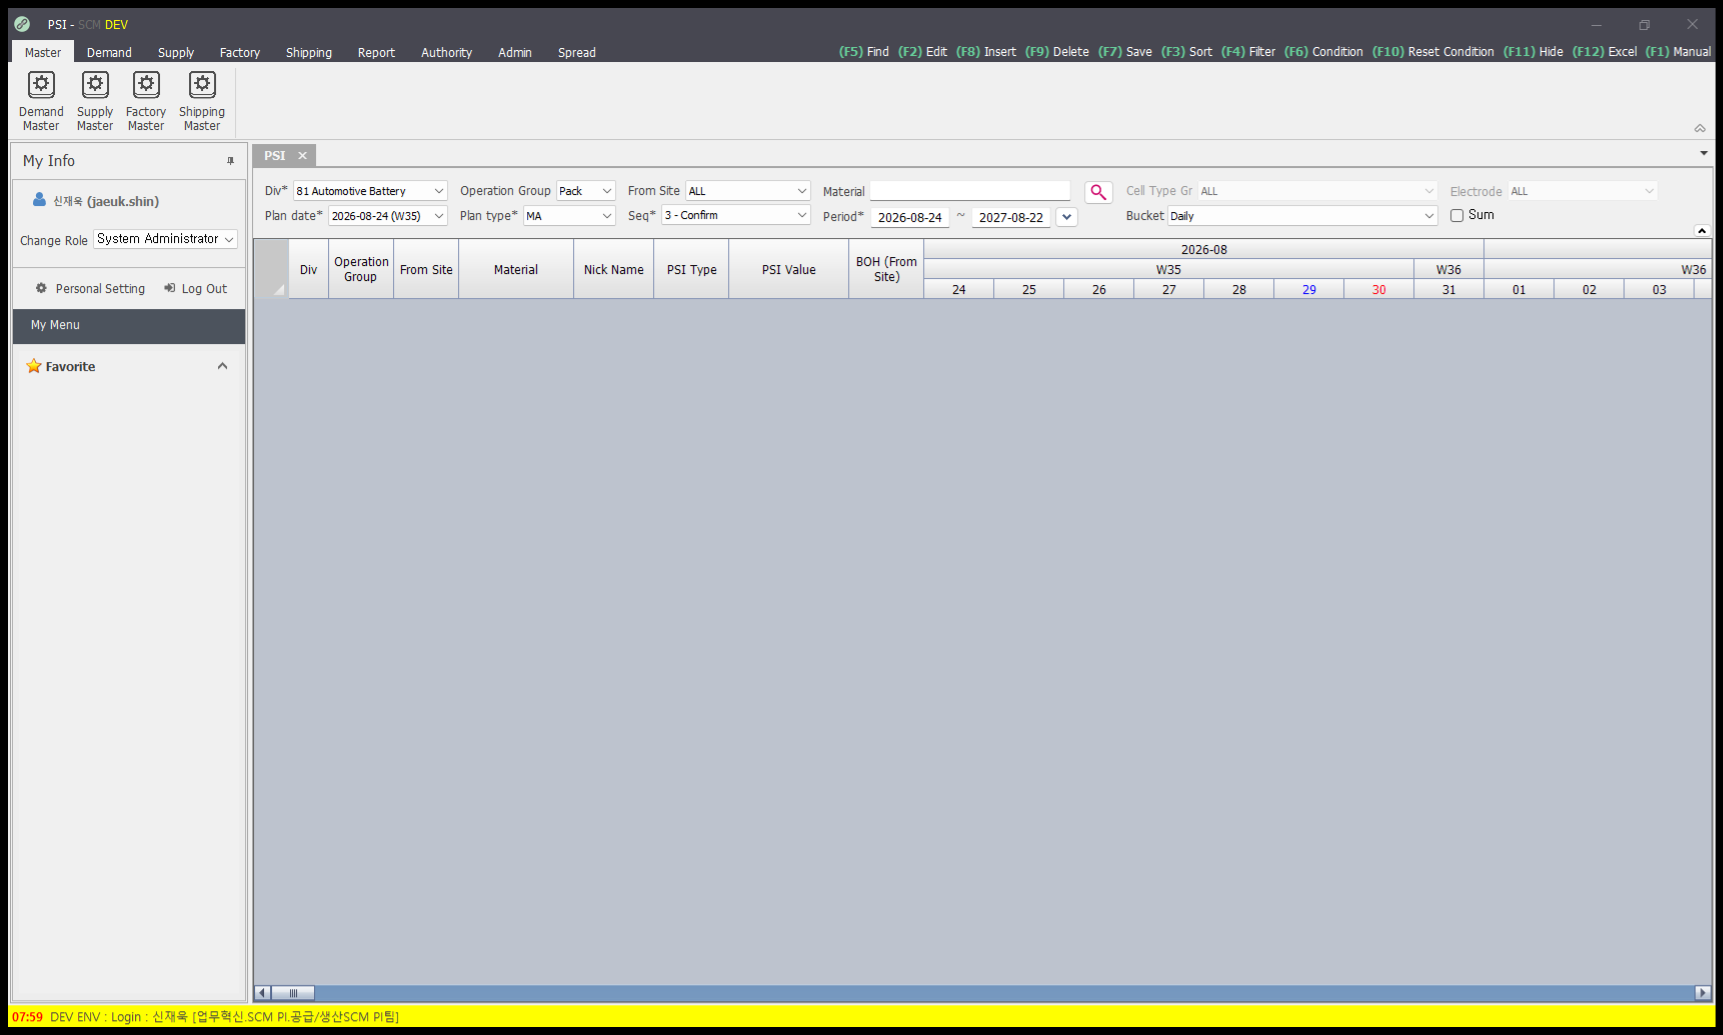 PSI - SCM DEV
Master Demand Supply Factory Shipping Report Authority Admin Spread (F5) Find (F2) Edit (F8) Insert (F9) Delete (F7) Save (F3) Sort (F4) Filter (F6) Condition (F10) Reset Condition (F11) Hide (F12) Excel (F1) Manual
Demand Master Supply Master Factory Master Shipping Master
My Info
신재욱 (jaeuk.shin)
Change Role System Administrator
Personal Setting Log Out
My Menu
Favorite
PSI
Div* 81 Automotive Battery Operation Group Pack From Site ALL Material Cell Type Gr ALL Electrode ALL
Plan date* 2026-08-24 (W35) Plan type* MA Seq* 3 - Confirm Period* 2026-08-24 ~ 2027-08-22 Bucket Daily Sum
Div Operation Group From Site Material Nick Name PSI Type PSI Value BOH (From Site)
2026-08
W35 W36 W36
24 25 26 27 28 29 30 31 01 02 03
07:59 DEV ENV : Login : 신재욱 [업무혁신.SCM PI.공급/생산SCM PI팀]